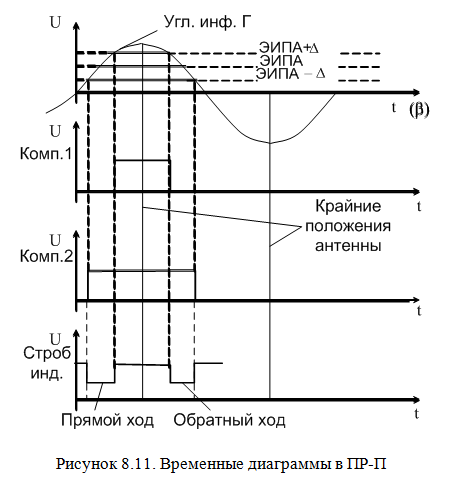 U
Угл. инф. Г
ЭИПА+Δ
ЭИПА
ЭИПА – Δ
t (β)
U
Комп.1
t
Крайние
положения
антенны
U
Комп.2
t
U
Строб
инд.
Прямой ход
Обратный ход
t
Рисунок 8.11. Временные диаграммы в ПР-П